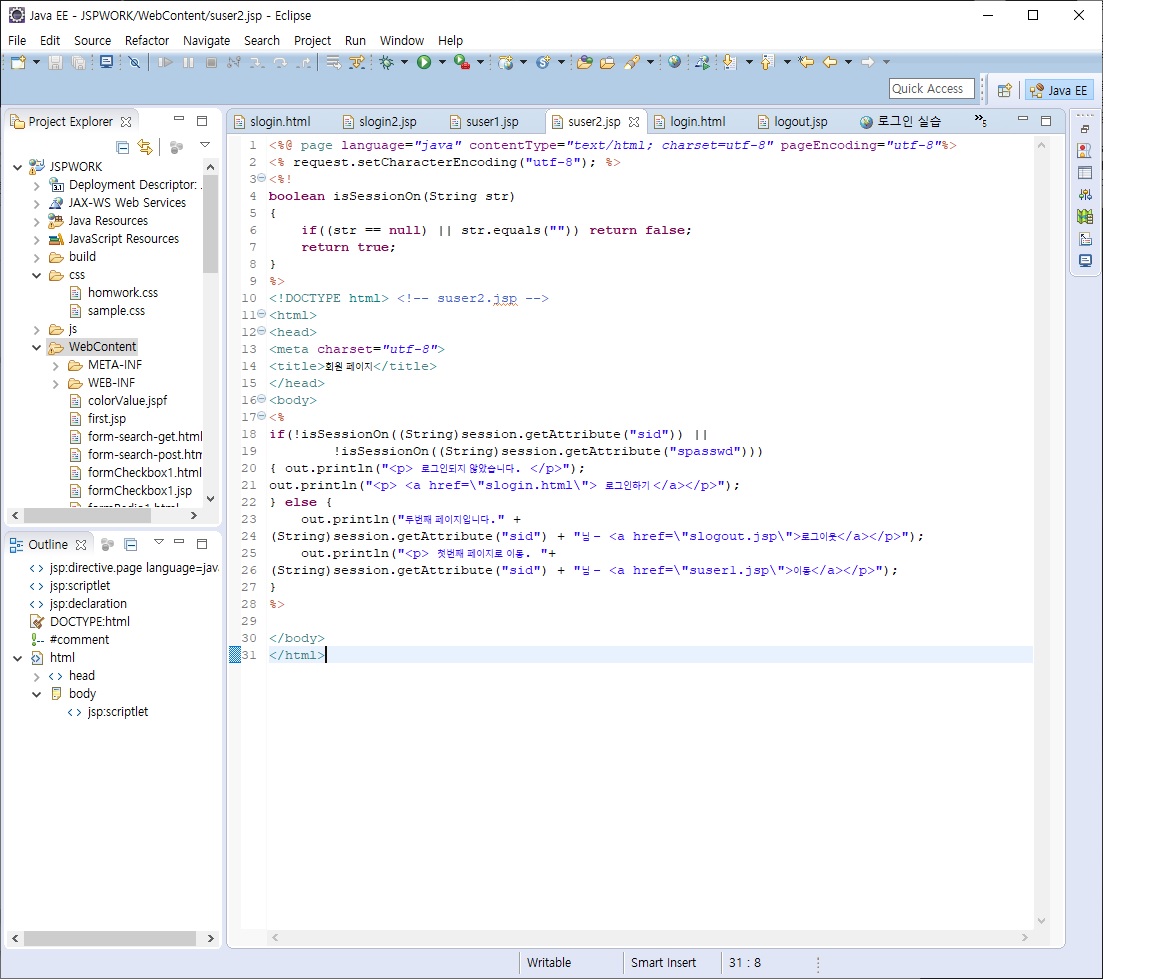 Java EE - JSPWORK/WebContent/suser2.jsp - Eclipse
File Edit Source Refactor Navigate Search Project Run Window Help
Quick Access
Java EE
Project Explorer
slogin.html slogin2.jsp suser1.jsp suser2.jsp login.html logout.jsp 로그인 실습 »5
JSPWORK
Deployment Descriptor: .
JAX-WS Web Services
Java Resources
JavaScript Resources
build
css
homwork.css
sample.css
js
WebContent
META-INF
WEB-INF
colorValue.jspf
first.jsp
form-search-get.html
form-search-post.htm
formCheckbox1.html
formCheckbox1.jsp
formRadio1.html
Outline
jsp:directive.page language=jav
jsp:scriptlet
jsp:declaration
DOCTYPE:html
#comment
html
head
body
jsp:scriptlet
1 <%@ page language="java" contentType="text/html; charset=utf-8" pageEncoding="utf-8"%>
2 <% request.setCharacterEncoding("utf-8"); %>
3 <%!
4 boolean isSessionOn(String str)
5 {
6 if((str == null) || str.equals("")) return false;
7 return true;
8 }
9 %>
10 <!DOCTYPE html> <!-- suser2.jsp -->
11 <html>
12 <head>
13 <meta charset="utf-8">
14 <title>회원 페이지</title>
15 </head>
16 <body>
17 <%
18 if(!isSessionOn((String)session.getAttribute("sid")) ||
19 !isSessionOn((String)session.getAttribute("spasswd")))
20 { out.println("<p> 로그인되지 않았습니다. </p>");
21 out.println("<p> <a href=\"slogin.html\"> 로그인하기 </a></p>");
22 } else {
23 out.println("두번째 페이지입니다." +
24 (String)session.getAttribute("sid") + "님 - <a href=\"slogout.jsp\">로그아웃</a></p>");
25 out.println("<p> 첫번째 페이지로 이동. "+
26 (String)session.getAttribute("sid") + "님 - <a href=\"suser1.jsp\">이동</a></p>");
27 }
28 %>
29
30 </body>
31 </html>
Writable Smart Insert 31 : 8